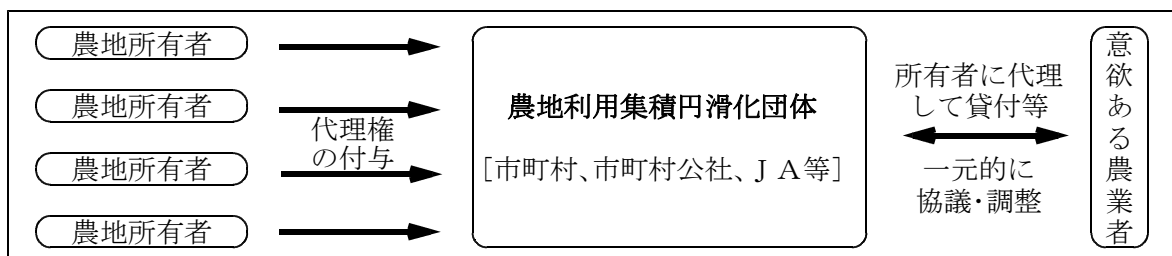 農地所有者
農地所有者
農地所有者
農地所有者
代理権
の付与
農地利用集積円滑化団体
[市町村、市町村公社、ＪＡ等]
所有者に代理
して貸付等
一元的に
協議・調整
意欲ある農業者